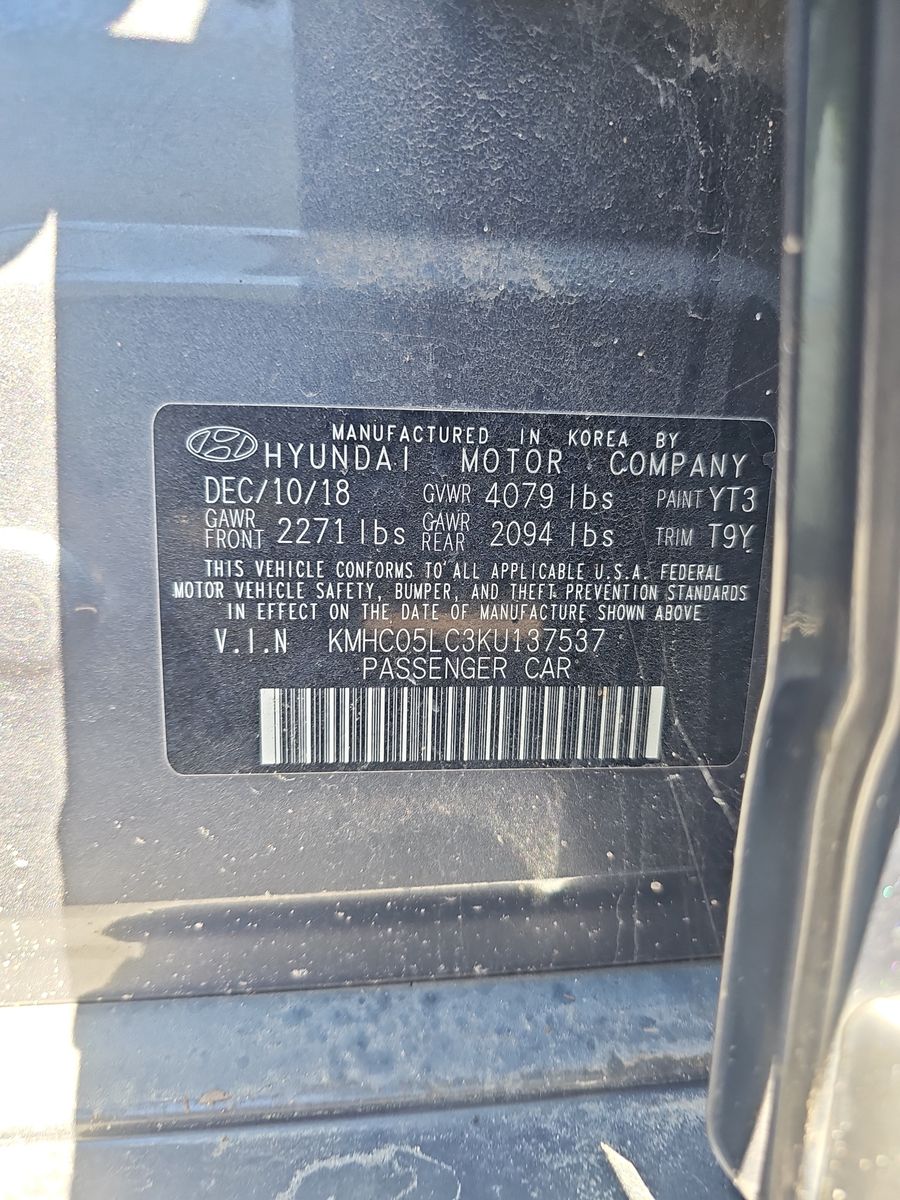 MANUFACTURED IN KOREA BY
HYUNDAI MOTOR COMPANY
DEC/10/18 GVWR 4079 lbs PAINT YT3
GAWR FRONT 2271 lbs GAWR REAR 2094 lbs TRIM T9Y
THIS VEHICLE CONFORMS TO ALL APPLICABLE U.S.A. FEDERAL
MOTOR VEHICLE SAFETY, BUMPER, AND THEFT PREVENTION STANDARDS
IN EFFECT ON THE DATE OF MANUFACTURE SHOWN ABOVE
V.I.N KMHC05LC3KU137537
PASSENGER CAR